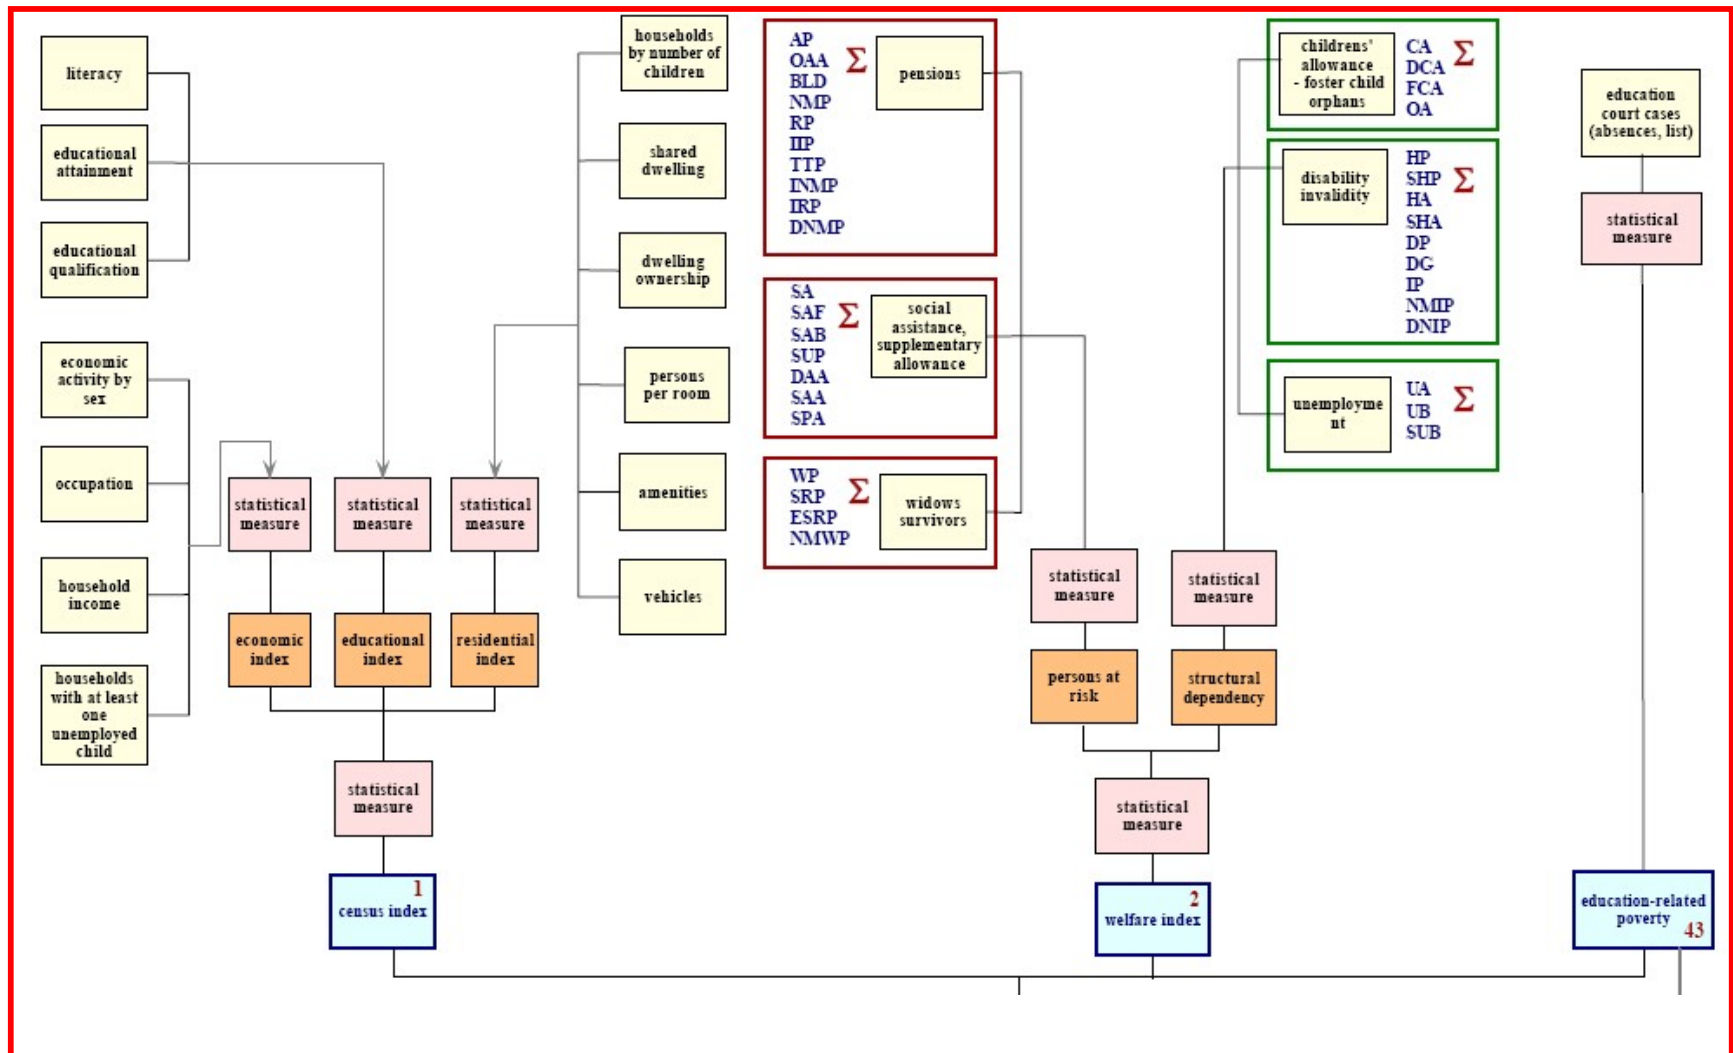 literacy
educational
attainment
educational
qualification
economic
activity by
sex
occupation
household
income
households
with at least
one
unemployed
child
statistical
measure
statistical
measure
statistical
measure
economic
index
educational
index
residential
index
statistical
measure
1
census index
households
by number of
children
shared
dwelling
dwelling
ownership
persons
per room
amenities
vehicles
AP
OAA
BLD
NMP
RP
IIP
TTP
INMP
IRP
DNMP
Σ
pensions
SA
SAF
SAB
SUP
DAA
SAA
SPA
Σ
social
assistance,
supplementary
allowance
WP
SRP
ESRP
NMWP
Σ
widows
survivors
statistical
measure
statistical
measure
persons at
risk
structural
dependency
statistical
measure
2
welfare index
childrens'
allowance
- foster child
orphans
CA
DCA
FCA
OA
Σ
disability
invalidity
HP
SHP
HA
SHA
DP
DG
IP
NMIP
DNIP
Σ
unemployme
nt
UA
UB
SUB
Σ
education
court cases
(absences, list)
statistical
measure
education-related
poverty
43